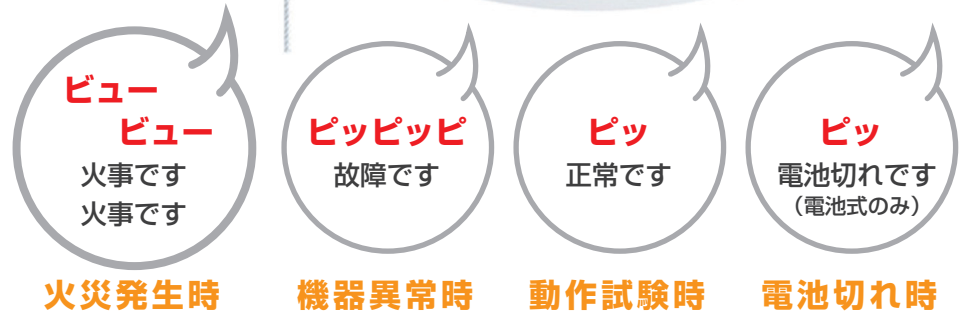 ビュー
ビュー
火事です
火事です
火災発生時
ピッピッピ
故障です
機器異常時
ピッ
正常です
動作試験時
ピッ
電池切れです
(電池式のみ)
電池切れ時